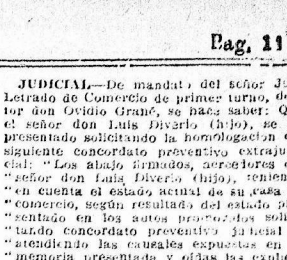 Pag. 11
JUDICIAL—De mandato del señor
Letrado de Comercio de primer turno,
tor don Ovidio Grané, se hace saber: Q
el señor don Luis Diverio (hijo), se
presentado solicitando la homologación
siguiente concordato preventivo extraju
cial: "Los abajo firmados, acreedores
"señor don Luis Diverio (hijo), tenien
"en cuenta el estado actual de su casa
"comercio, según resultado del estado
"sentado en los autos promovidos soli
"tando concordato preventivo judicial
"atendiendo las causales expuestas en
"memoria presentada y oídas las